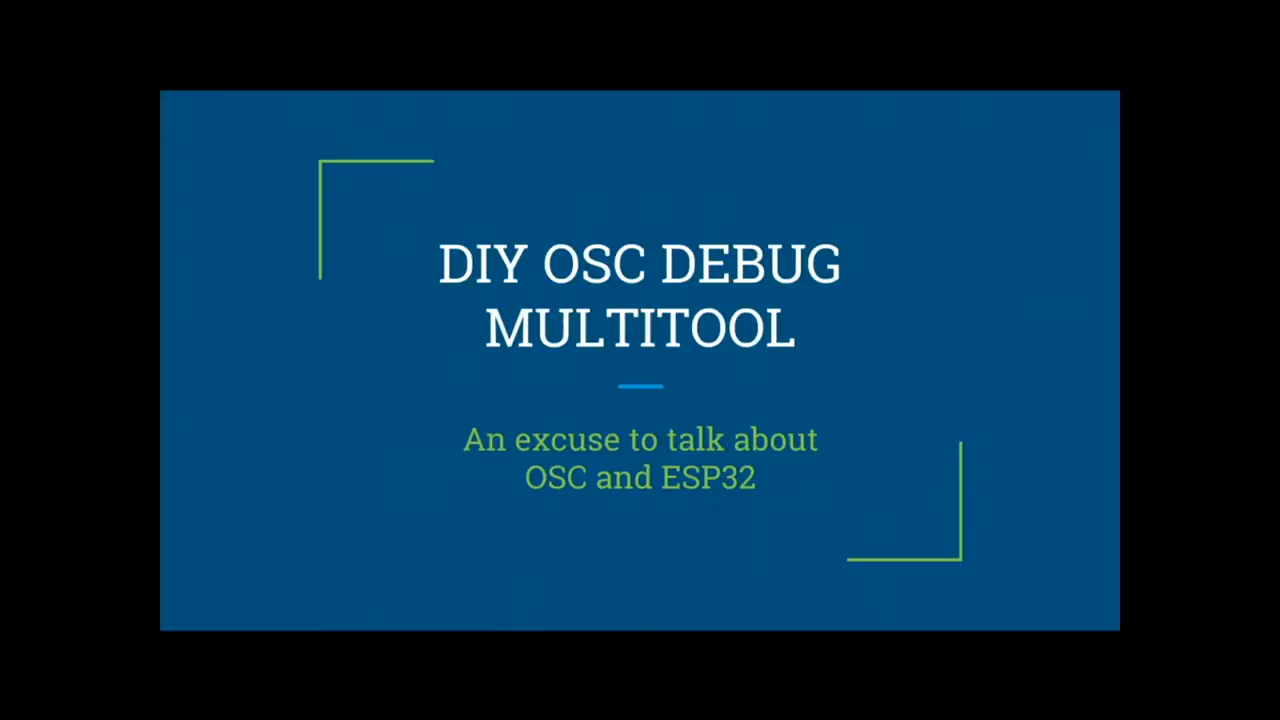 DIY OSC DEBUG
MULTITOOL
An excuse to talk about
OSC and ESP32